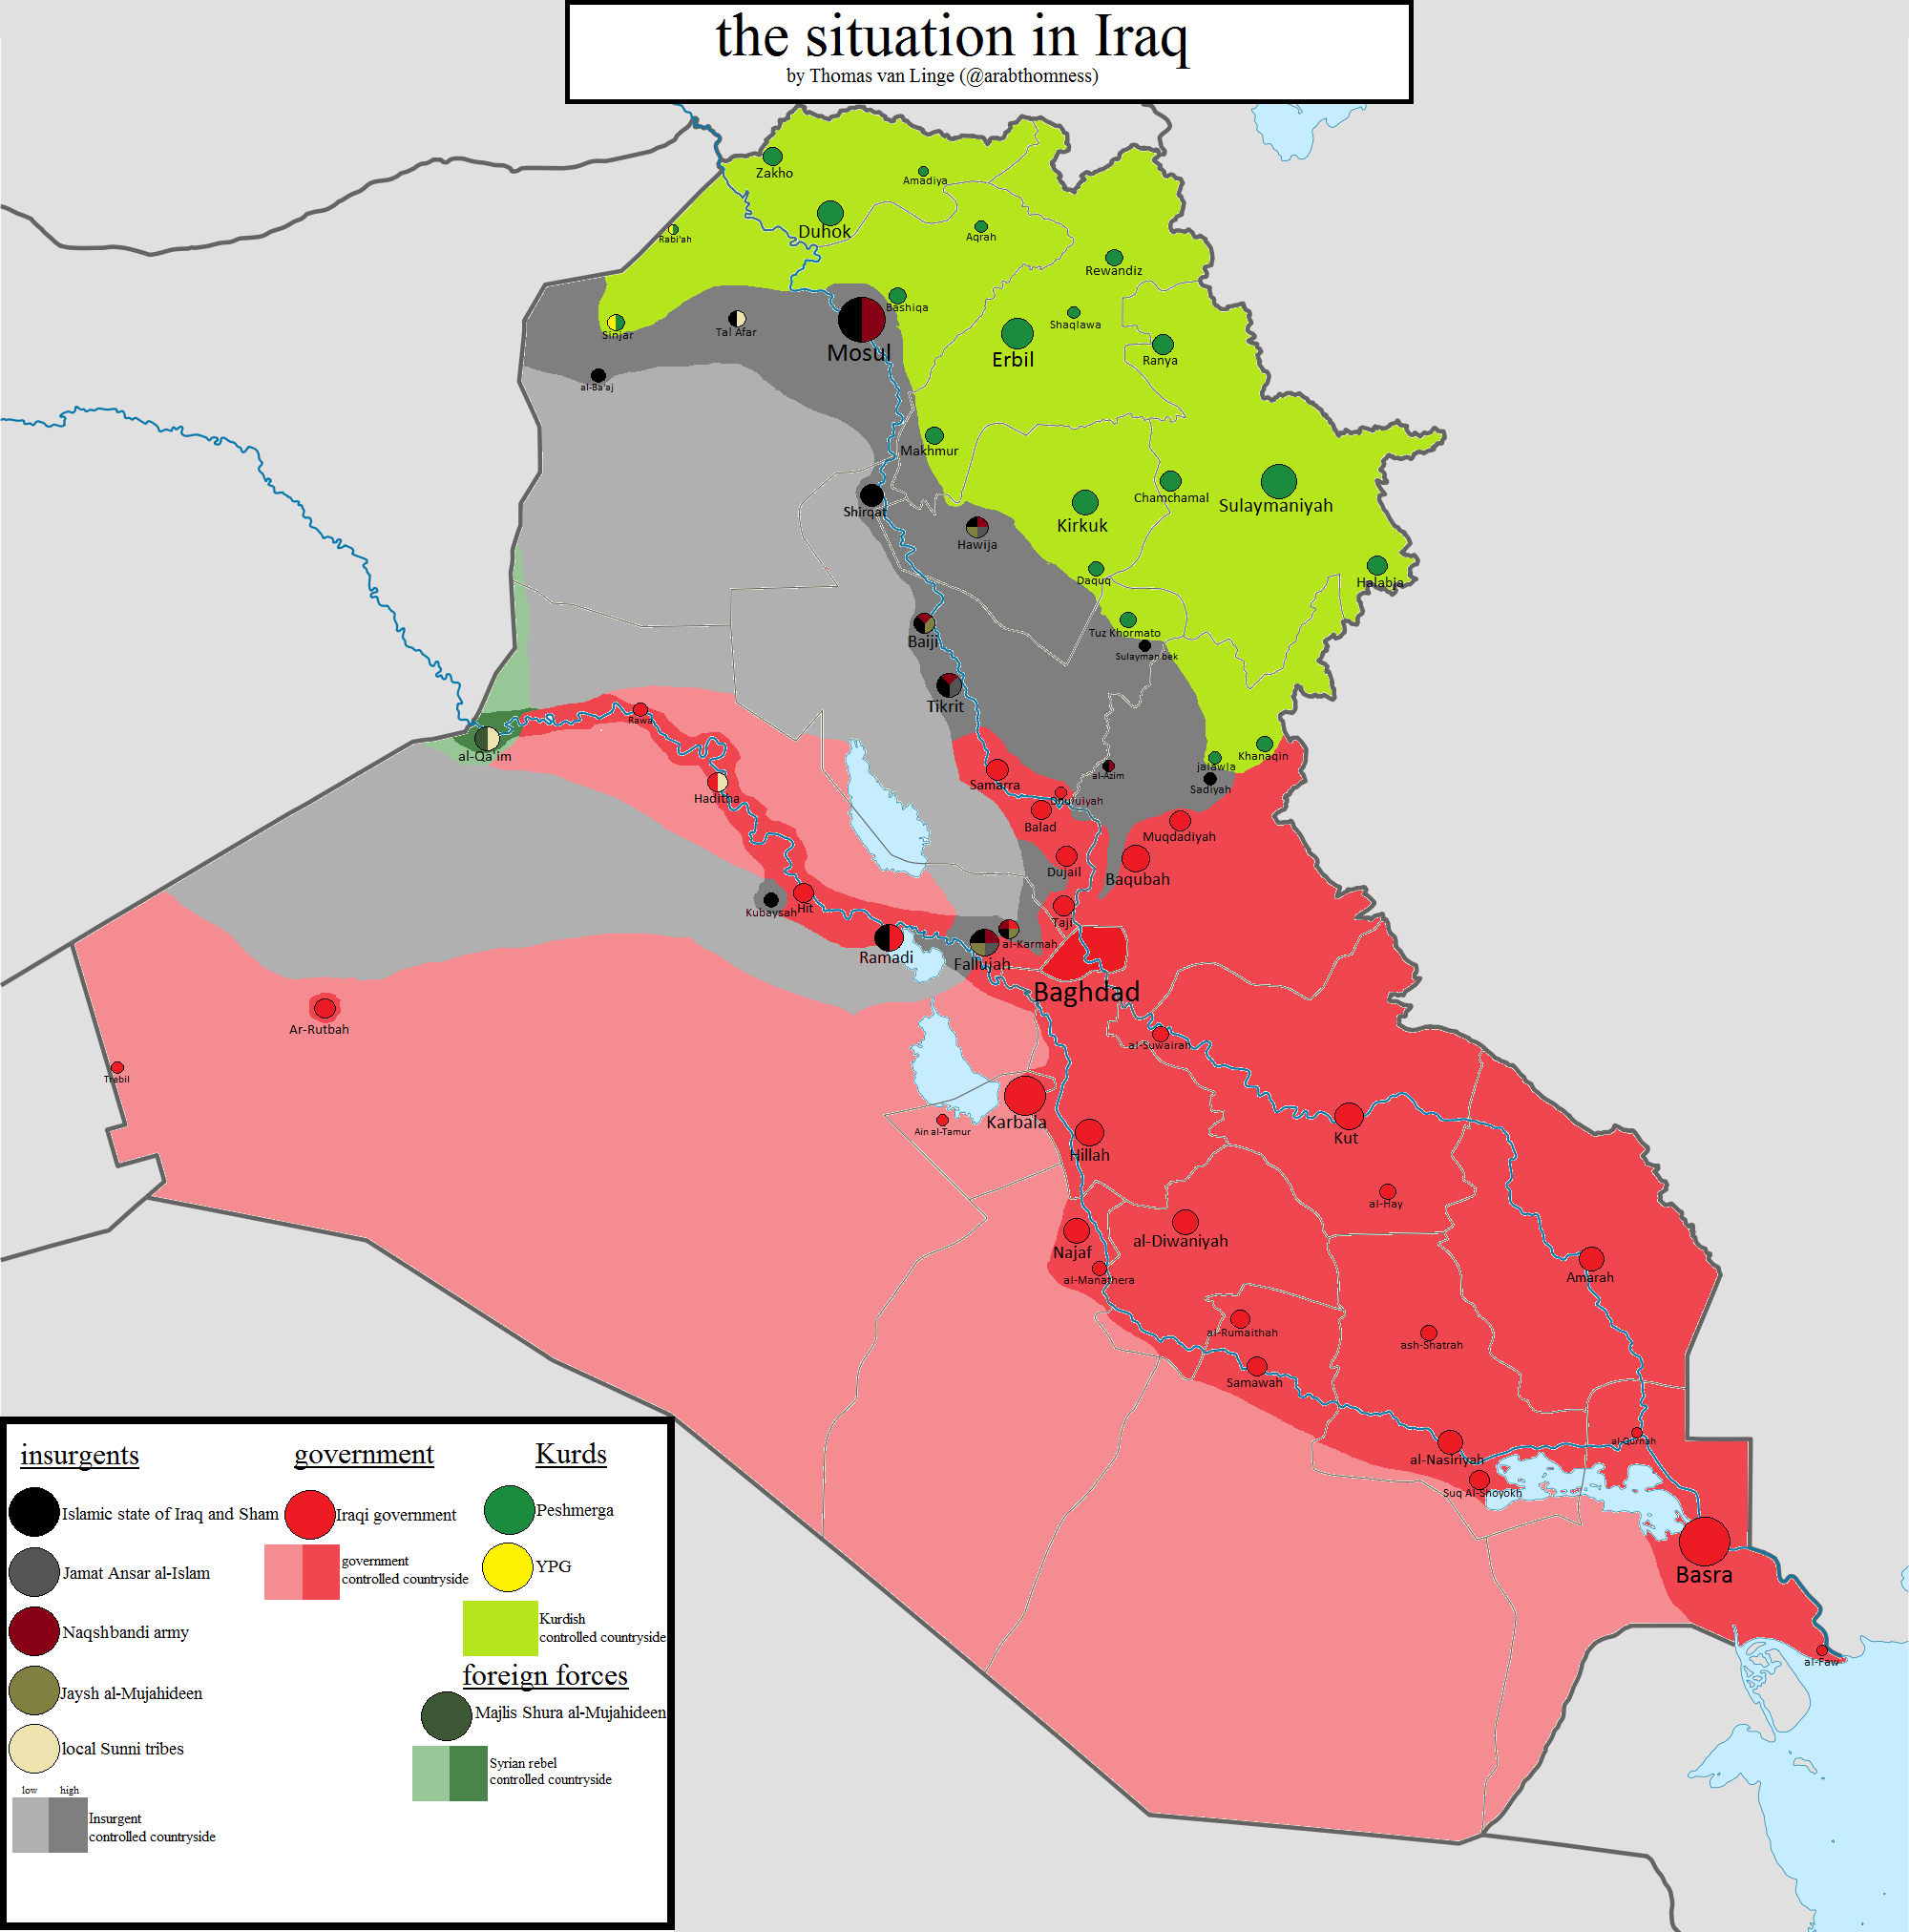 the situation in Iraq
by Thomas van Linge (@arabthomness)
Zakho
Amadiya
Duhok
Rabi'ah
Aqrah
Rewandiz
Bashiqa
Sinjar
Tal Afar
Mosul
Shaqlawa
Erbil
Ranya
al-Ba'aj
Makhmur
Shirqat
Chamchamal
Sulaymaniyah
Kirkuk
Hawija
Daquq
Halabja
Tuz Khormato
Baiji
Sulayman bek
Tikrit
Rawa
al-Qa'im
Khanaqin
jalawla
al-Azim
Samarra
Sadiyah
Haditha
Dhuluiyah
Balad
Muqdadiyah
Dujail
Baqubah
Kubaysah
Hit
Taji
al-Karmah
Ramadi
Fallujah
Baghdad
Ar-Rutbah
al-Suwairah
Trebil
Karbala
Ain al-Tamur
Kut
Hillah
al-Hay
al-Diwaniyah
Najaf
al-Manathera
Amarah
al-Rumaithah
ash-Shatrah
Samawah
al-Qurnah
al-Nasiriyah
Suq Al-Shoyokh
Basra
al-Faw
insurgents
Islamic state of Iraq and Sham
Jamat Ansar al-Islam
Naqshbandi army
Jaysh al-Mujahideen
local Sunni tribes
low high
Insurgent
controlled countryside
government
Iraqi government
government
controlled countryside
Kurds
Peshmerga
YPG
Kurdish
controlled countryside
foreign forces
Majlis Shura al-Mujahideen
Syrian rebel
controlled countryside